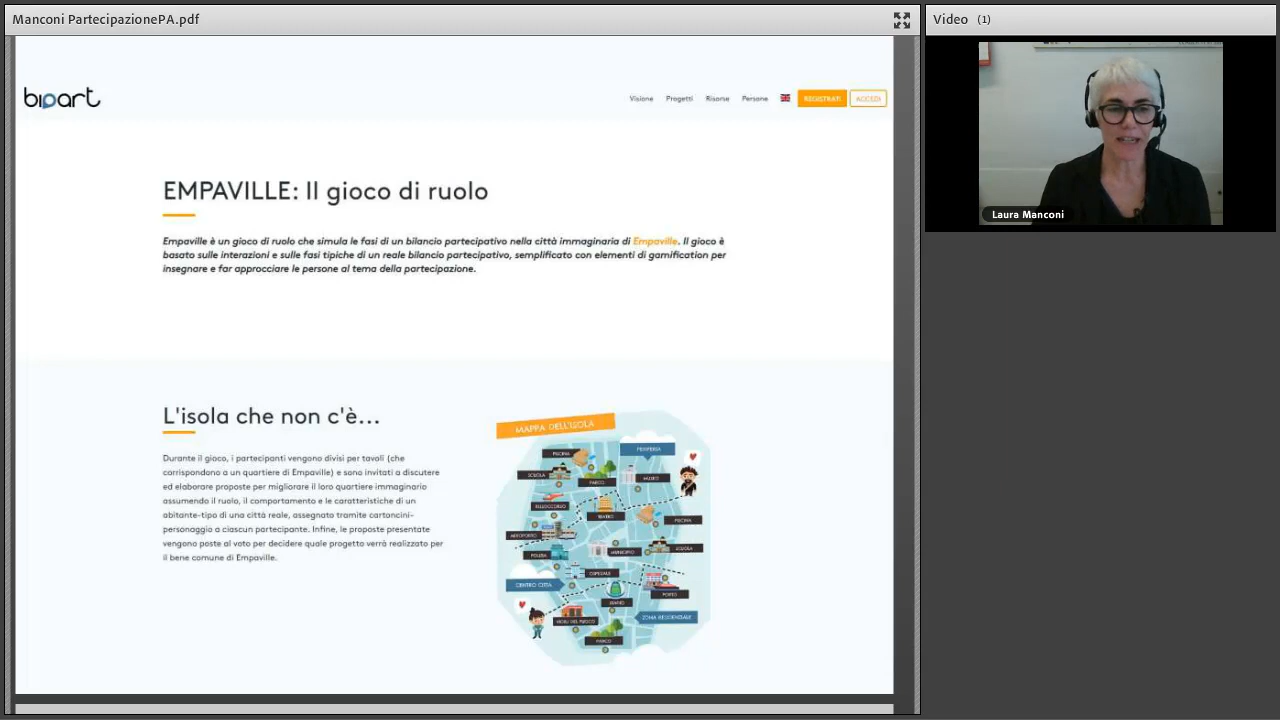 Manconi PartecipazionePA.pdf
Video (1)
bipart
Visione Progetti Risorse Persone REGISTRATI ACCEDI
Laura Manconi
EMPAVILLE: Il gioco di ruolo
Empaville è un gioco di ruolo che simula le fasi di un bilancio partecipativo nella città immaginaria di Empaville. Il gioco è
basato sulle interazioni e sulle fasi tipiche di un reale bilancio partecipativo, semplificato con elementi di gamification per
insegnare e far approcciare le persone al tema della partecipazione.
L'isola che non c'è...
Durante il gioco, i partecipanti vengono divisi per tavoli (che
corrispondono a un quartiere di Empaville) e sono invitati a discutere
ed elaborare proposte per migliorare il loro quartiere immaginario
assumendo il ruolo, il comportamento e le caratteristiche di un
abitante-tipo di una città reale, assegnato tramite cartoncini-
personaggio a ciascun partecipante. Infine, le proposte presentate
vengono poste al voto per decidere quale progetto verrà realizzato per
il bene comune di Empaville.
MAPPA DELL'ISOLA
PERIFERIA
PISCINA
SCUOLA
PARCO
MUSEO
TEATRO
PISCINA
AEROPORTO
POLIZIA
MUNICIPIO
SCUOLA
OSPEDALE
CENTRO CITTÀ
PORTO
STADIO
VIGILI DEL FUOCO
ZONA RESIDENZIALE
PARCO